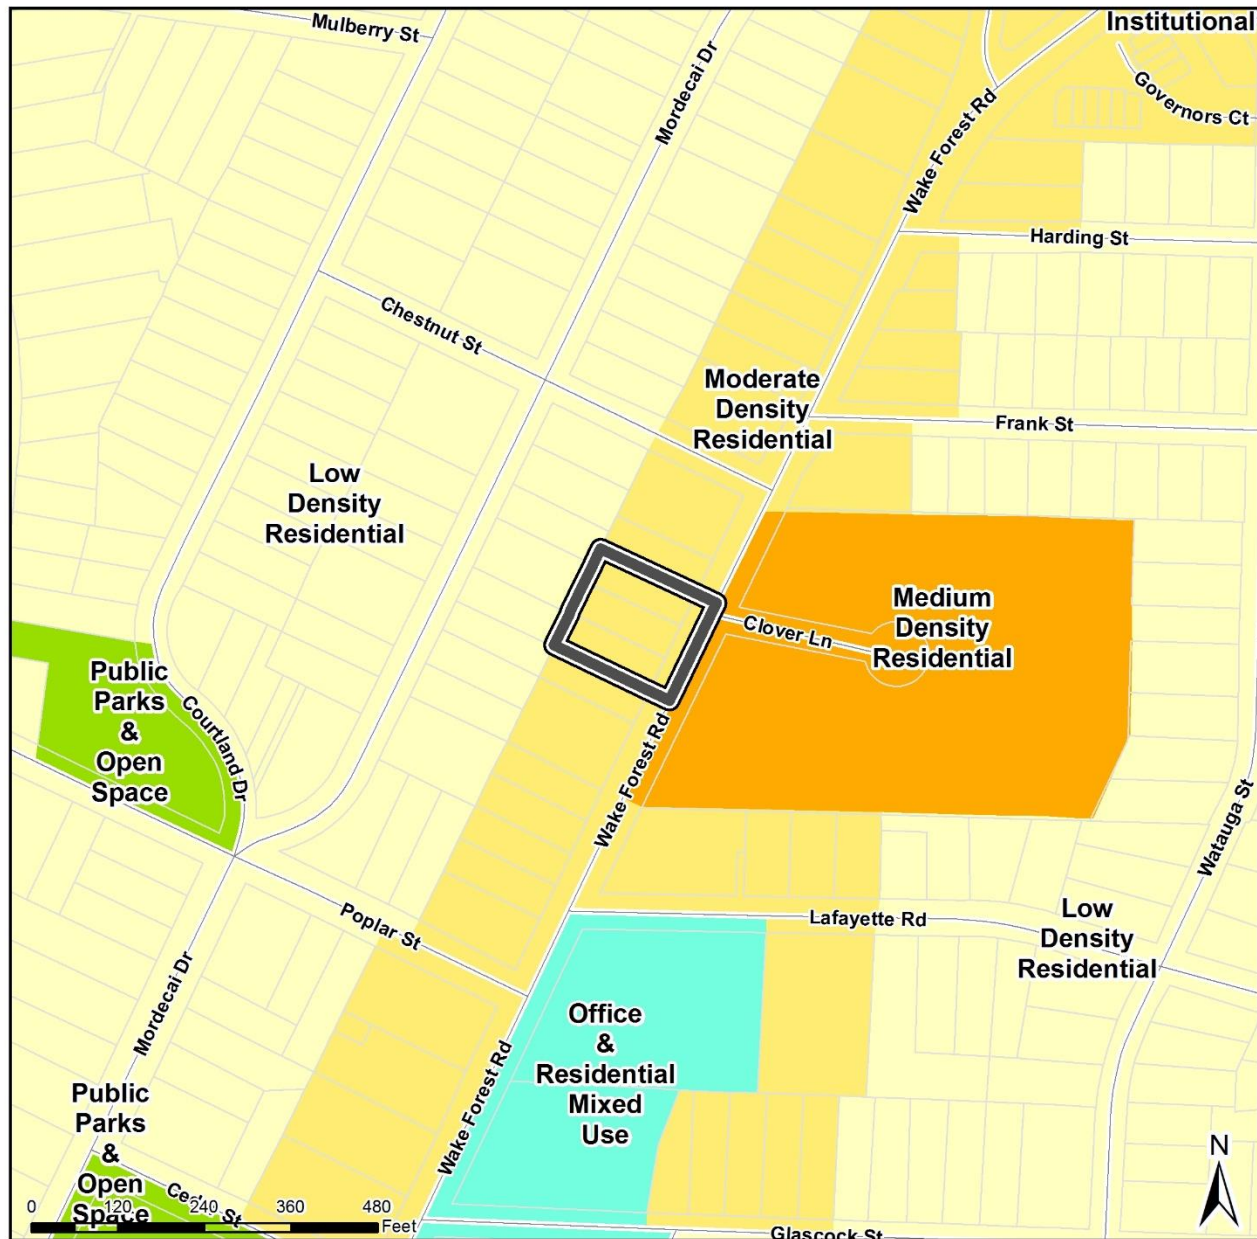 Mulberry St
Mordecai Dr
Institutional
Governors Ct
Wake Forest Rd
Harding St
Chestnut St
Moderate
Density
Residential
Frank St
Low
Density
Residential
Medium
Density
Residential
Clover Ln
Public
Parks
&
Open
Space
Courtland Dr
Wake Forest Rd
Watauga St
Poplar St
Lafayette Rd
Low
Density
Residential
Mordecai Dr
Office
&
Residential
Mixed
Use
Wake Forest Rd
Public
Parks
&
Open
Space
Cedar St
N
0 120 240 360 480
Feet
Glascock St